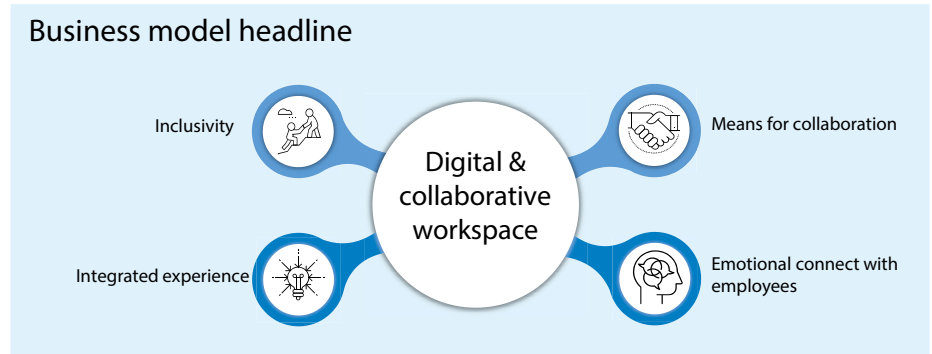 Business model headline
Inclusivity
Means for collaboration
Digital &
collaborative
workspace
Integrated experience
Emotional connect with
employees